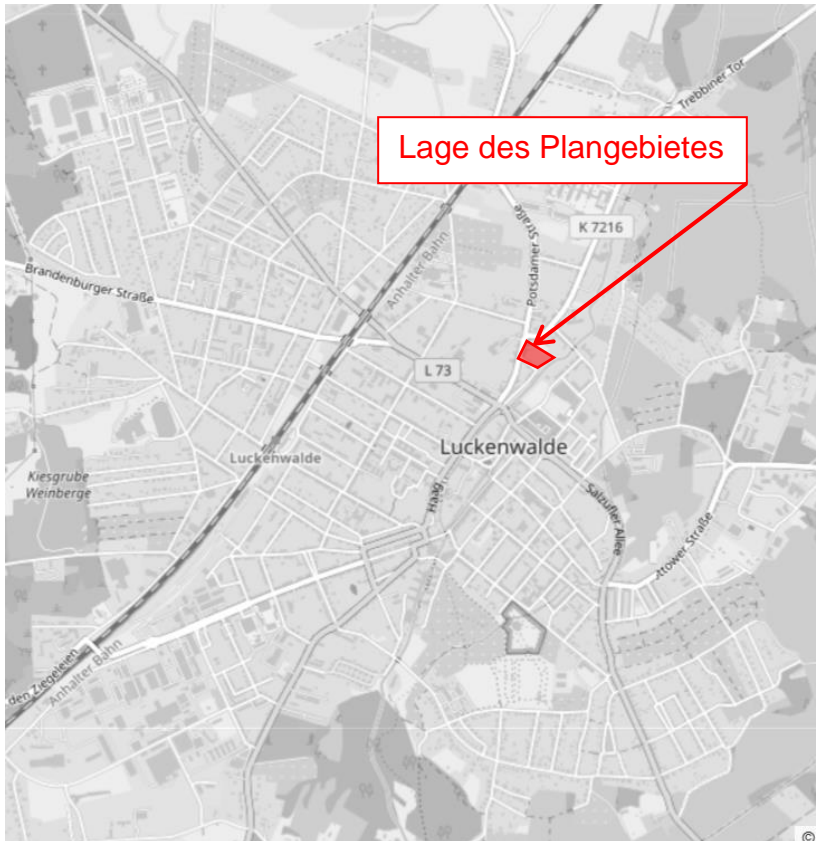 Trebbiner Tor
Lage des Plangebietes
K 7216
Potsdamer Straße
Anhalter Bahn
Brandenburger Straße
L 73
Luckenwalde
Luckenwalde
Kiesgrube
Weinberge
Haag
Salzufler Allee
ttower Straße
den Ziegeleien
Anhalter Bahn
©